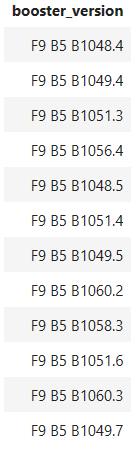 booster_version
F9 B5 B1048.4
F9 B5 B1049.4
F9 B5 B1051.3
F9 B5 B1056.4
F9 B5 B1048.5
F9 B5 B1051.4
F9 B5 B1049.5
F9 B5 B1060.2
F9 B5 B1058.3
F9 B5 B1051.6
F9 B5 B1060.3
F9 B5 B1049.7